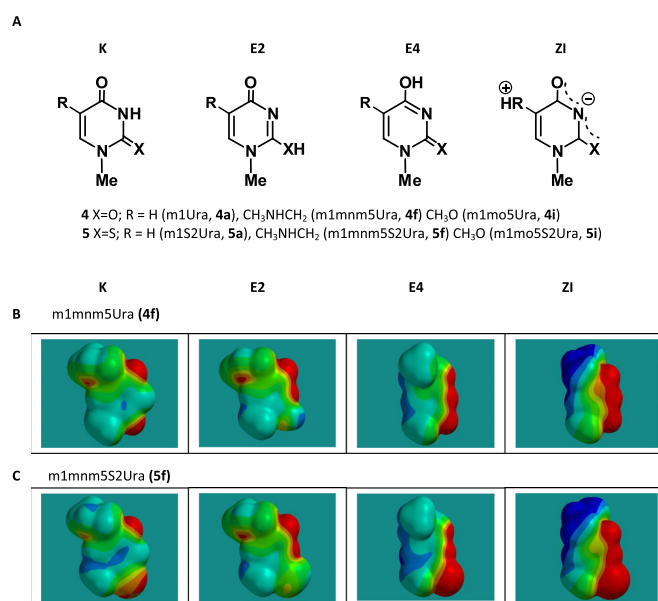 A
K E2 E4 ZI
O O OH O ⊕ ⊖
R NH R N R N HR N
N X N XH N X N X
Me Me Me Me
4 X=O; R = H (m1Ura, 4a), CH₃NHCH₂ (m1mnm5Ura, 4f) CH₃O (m1mo5Ura, 4i)
5 X=S; R = H (m1S2Ura, 5a), CH₃NHCH₂ (m1mnm5S2Ura, 5f) CH₃O (m1mo5S2Ura, 5i)
K E2 E4 ZI
B m1mnm5Ura (4f)
C m1mnm5S2Ura (5f)